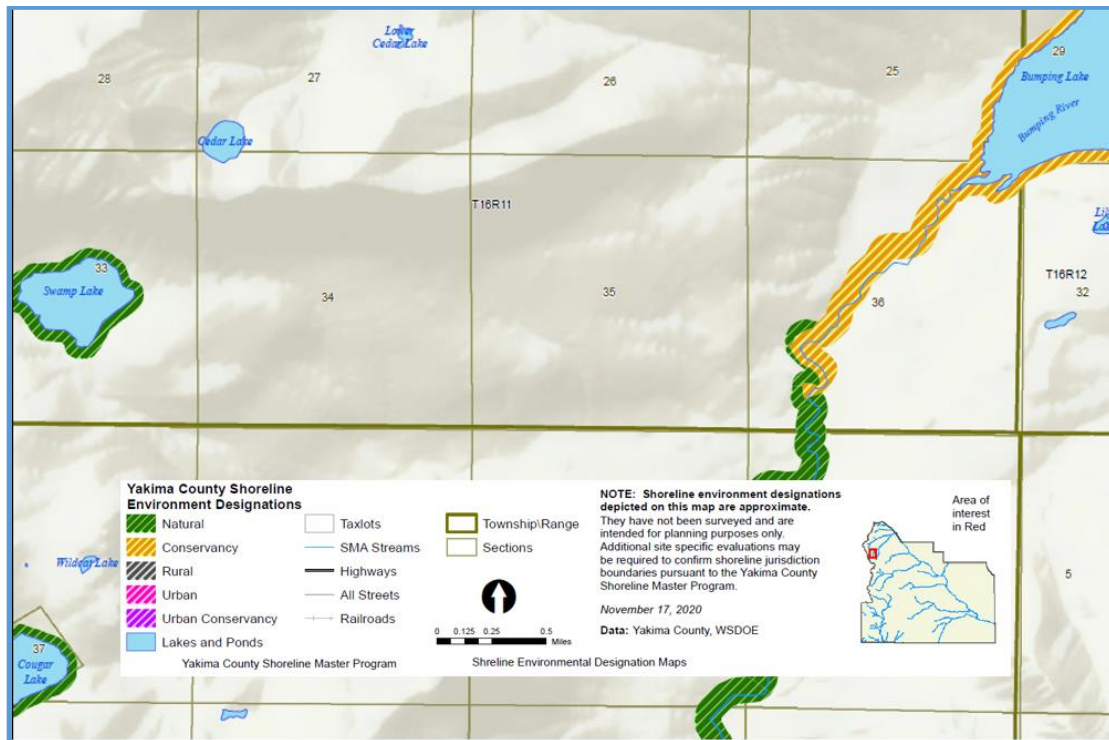 Lower
Cedar Lake
28
27
26
25
29
Bumping Lake
Bumping River
Cedar Lake
T16R11
33
Swamp Lake
34
35
36
T16R12
32
Wildcat Lake
5
37
Cougar
Lake
Yakima County Shoreline
Environment Designations
Natural
Conservancy
Rural
Urban
Urban Conservancy
Lakes and Ponds
Taxlots
SMA Streams
Highways
All Streets
Railroads
Township\Range
Sections
0 0.125 0.25 0.5
Miles
NOTE: Shoreline environment designations
depicted on this map are approximate.
They have not been surveyed and are
intended for planning purposes only.
Additional site specific evaluations may
be required to confirm shoreline jurisdiction
boundaries pursuant to the Yakima County
Shoreline Master Program.
November 17, 2020
Data: Yakima County, WSDOE
Area of
interest
in Red
Yakima County Shoreline Master Program
Shreline Environmental Designation Maps